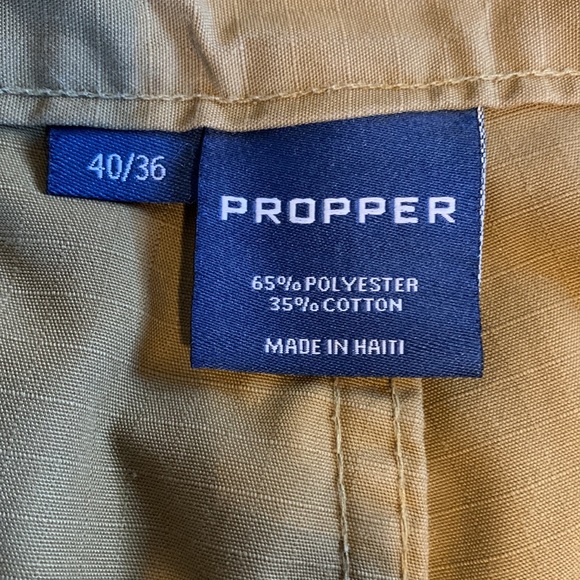 40/36
PROPPER
65% POLYESTER
35% COTTON
MADE IN HAITI